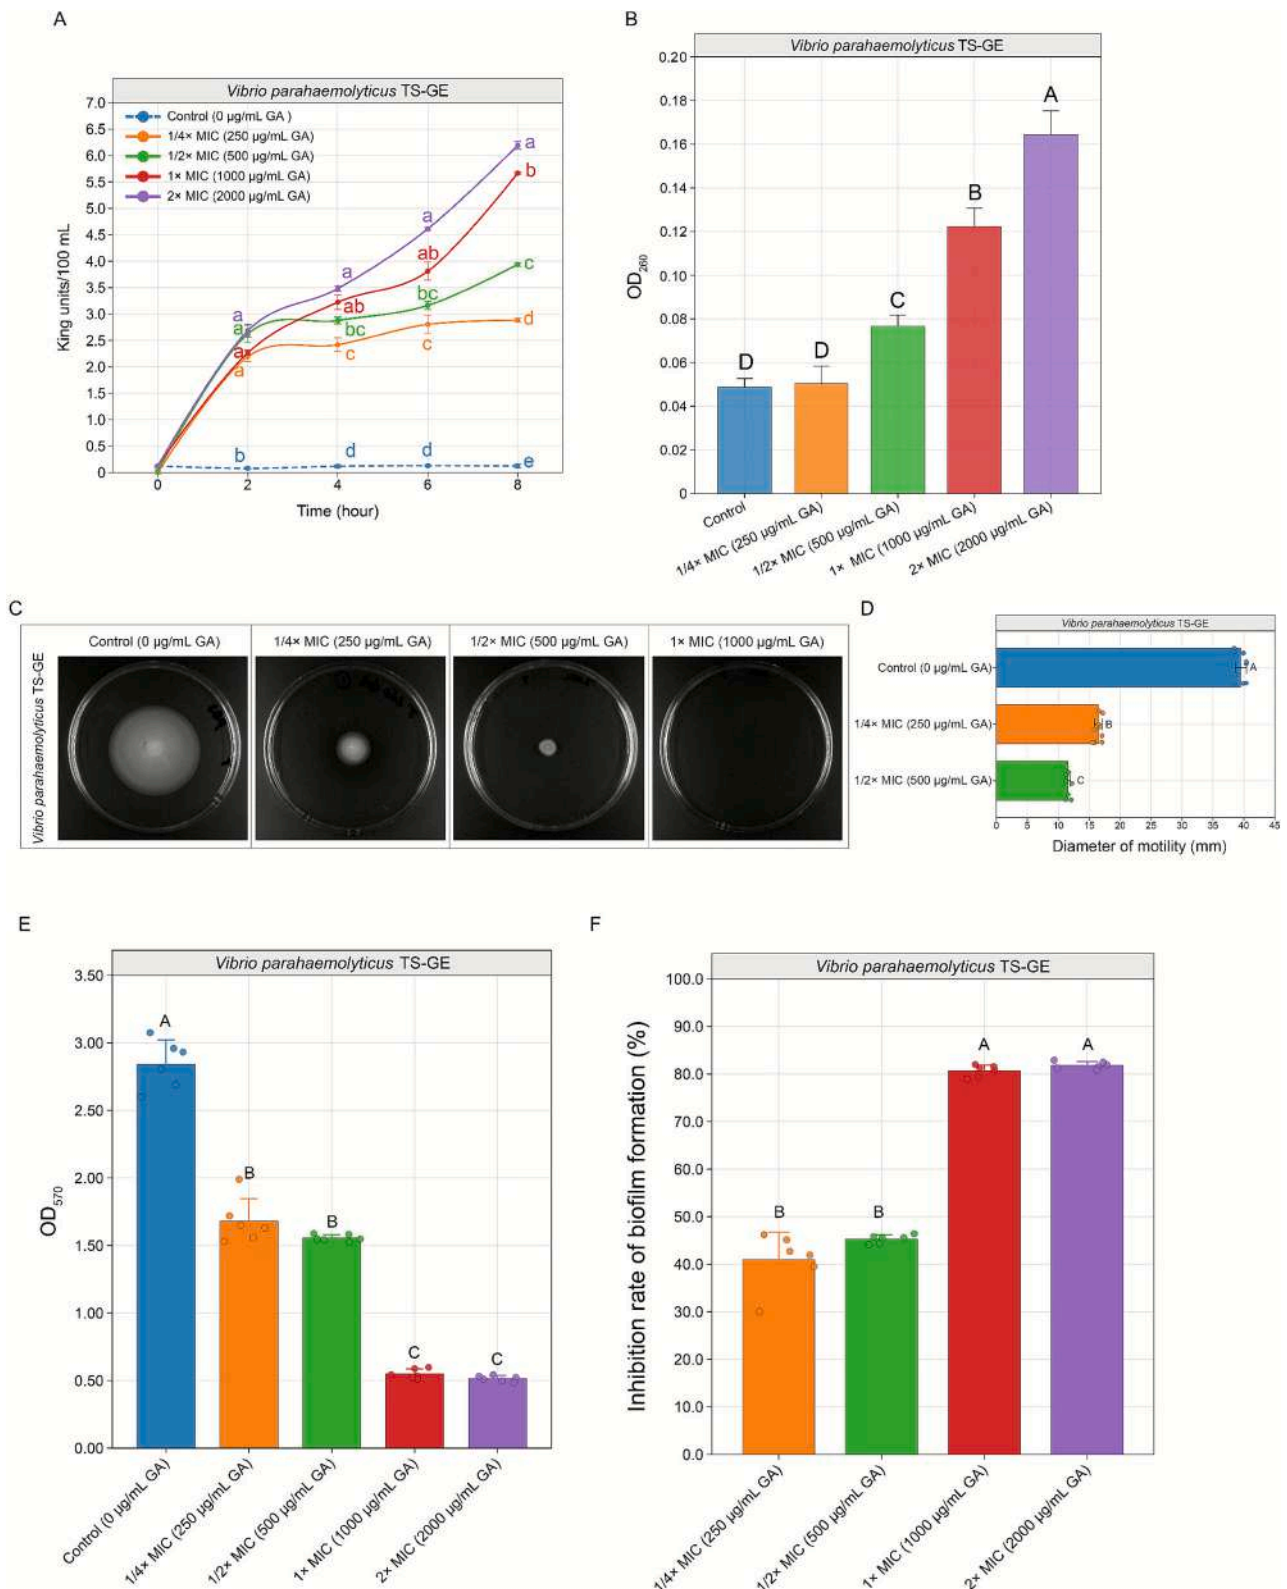 A
Vibrio parahaemolyticus TS-GE
7.0
6.5
6.0
5.5
5.0
4.5
4.0
3.5
3.0
2.5
2.0
1.5
1.0
0.5
0
King units/100 mL
Control (0 µg/mL GA )
1/4× MIC (250 µg/mL GA)
1/2× MIC (500 µg/mL GA)
1× MIC (1000 µg/mL GA)
2× MIC (2000 µg/mL GA)
a
a
a
a
b
a
ab
bc
c
d
a
ab
bc
c
d
a
b
c
d
e
0 2 4 6 8
Time (hour)
B
Vibrio parahaemolyticus TS-GE
0.20
0.18
0.16
0.14
0.12
0.10
0.08
0.06
0.04
0.02
0
OD260
D D C B A
Control
1/4× MIC (250 µg/mL GA)
1/2× MIC (500 µg/mL GA)
1× MIC (1000 µg/mL GA)
2× MIC (2000 µg/mL GA)
C
Vibrio parahaemolyticus TS-GE
Control (0 µg/mL GA)
1/4× MIC (250 µg/mL GA)
1/2× MIC (500 µg/mL GA)
1× MIC (1000 µg/mL GA)
D
Vibrio parahaemolyticus TS-GE
Control (0 µg/mL GA)
A
1/4× MIC (250 µg/mL GA)
B
1/2× MIC (500 µg/mL GA)
C
0 5 10 15 20 25 30 35 40 45
Diameter of motility (mm)
E
Vibrio parahaemolyticus TS-GE
3.50
3.00
2.50
2.00
1.50
1.00
0.50
0.00
OD570
A B B C C
Control (0 µg/mL GA)
1/4× MIC (250 µg/mL GA)
1/2× MIC (500 µg/mL GA)
1× MIC (1000 µg/mL GA)
2× MIC (2000 µg/mL GA)
F
Vibrio parahaemolyticus TS-GE
100.0
90.0
80.0
70.0
60.0
50.0
40.0
30.0
20.0
10.0
0.0
Inhibition rate of biofilm formation (%)
B B A A
1/4× MIC (250 µg/mL GA)
1/2× MIC (500 µg/mL GA)
1× MIC (1000 µg/mL GA)
2× MIC (2000 µg/mL GA)